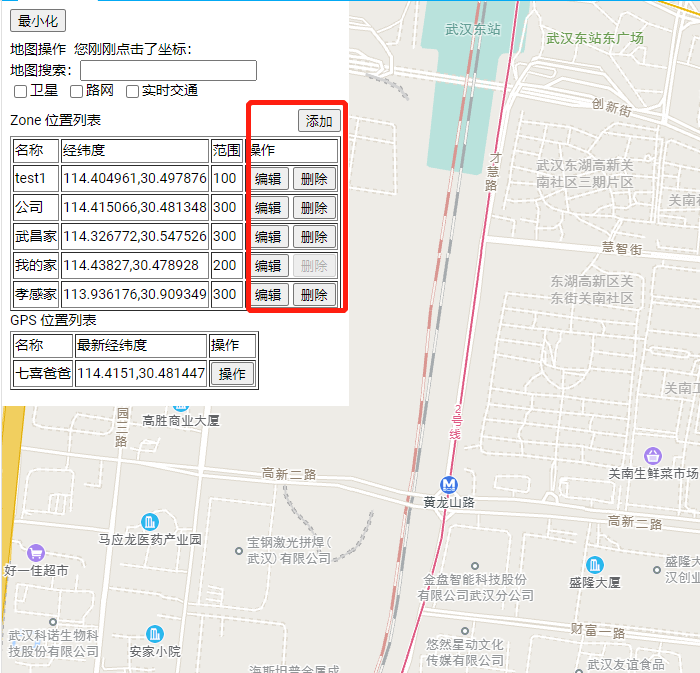 最小化
地图操作 您刚刚点击了坐标:
地图搜索:
卫星 路网 实时交通
Zone 位置列表 添加
名称 经纬度 范围 操作
test1 114.404961,30.497876 100 编辑 删除
公司 114.415066,30.481348 300 编辑 删除
武昌家 114.326772,30.547526 300 编辑 删除
我的家 114.43827,30.478928 200 编辑 删除
孝感家 113.936176,30.909349 300 编辑 删除
GPS 位置列表
名称 最新经纬度 操作
七喜爸爸 114.4151,30.481447 操作
武汉东站
武汉东站东广场
创新街
才意路
武汉东湖高新关
南社区三期片区
关南社
慧智街
东湖高新区关
东街关南社区
关南工
2号线
园三路
高胜商业大厦
关南生鲜菜市场
高新二路
黄龙山路
高新二路
马应龙医药产业园
宝钢激光拼焊(
武汉)有限公司
好一佳超市
金盘智能科技股份
有限公司武汉分公司
盛隆大厦
盛隆大
汉创业
武汉科诺生物科
技股份有限公司
安家小院
悠然星动文化
传媒有限公司
财富一路
武汉友谊食品
海斯坦普金属成